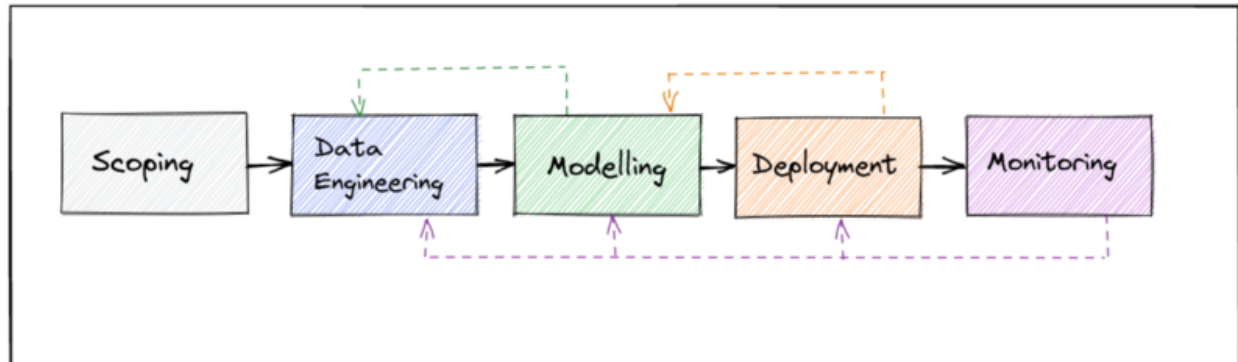 Scoping
Data
Engineering
Modelling
Deployment
Monitoring